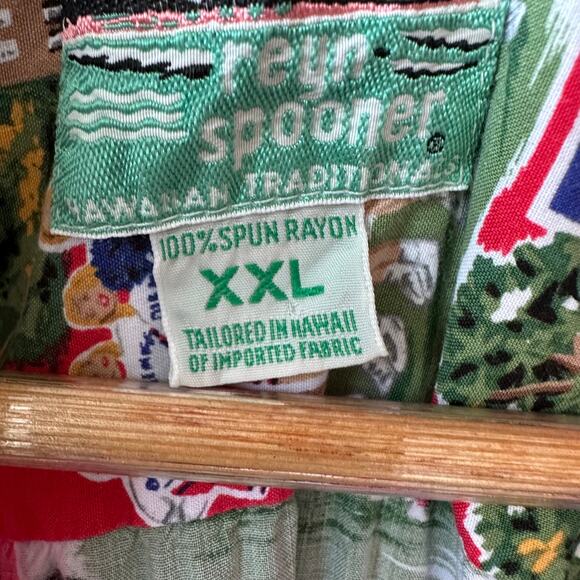 reyn
spooner
®
HAWAIIAN TRADITIONALS
100% SPUN RAYON
XXL
TAILORED IN HAWAII
OF IMPORTED FABRIC